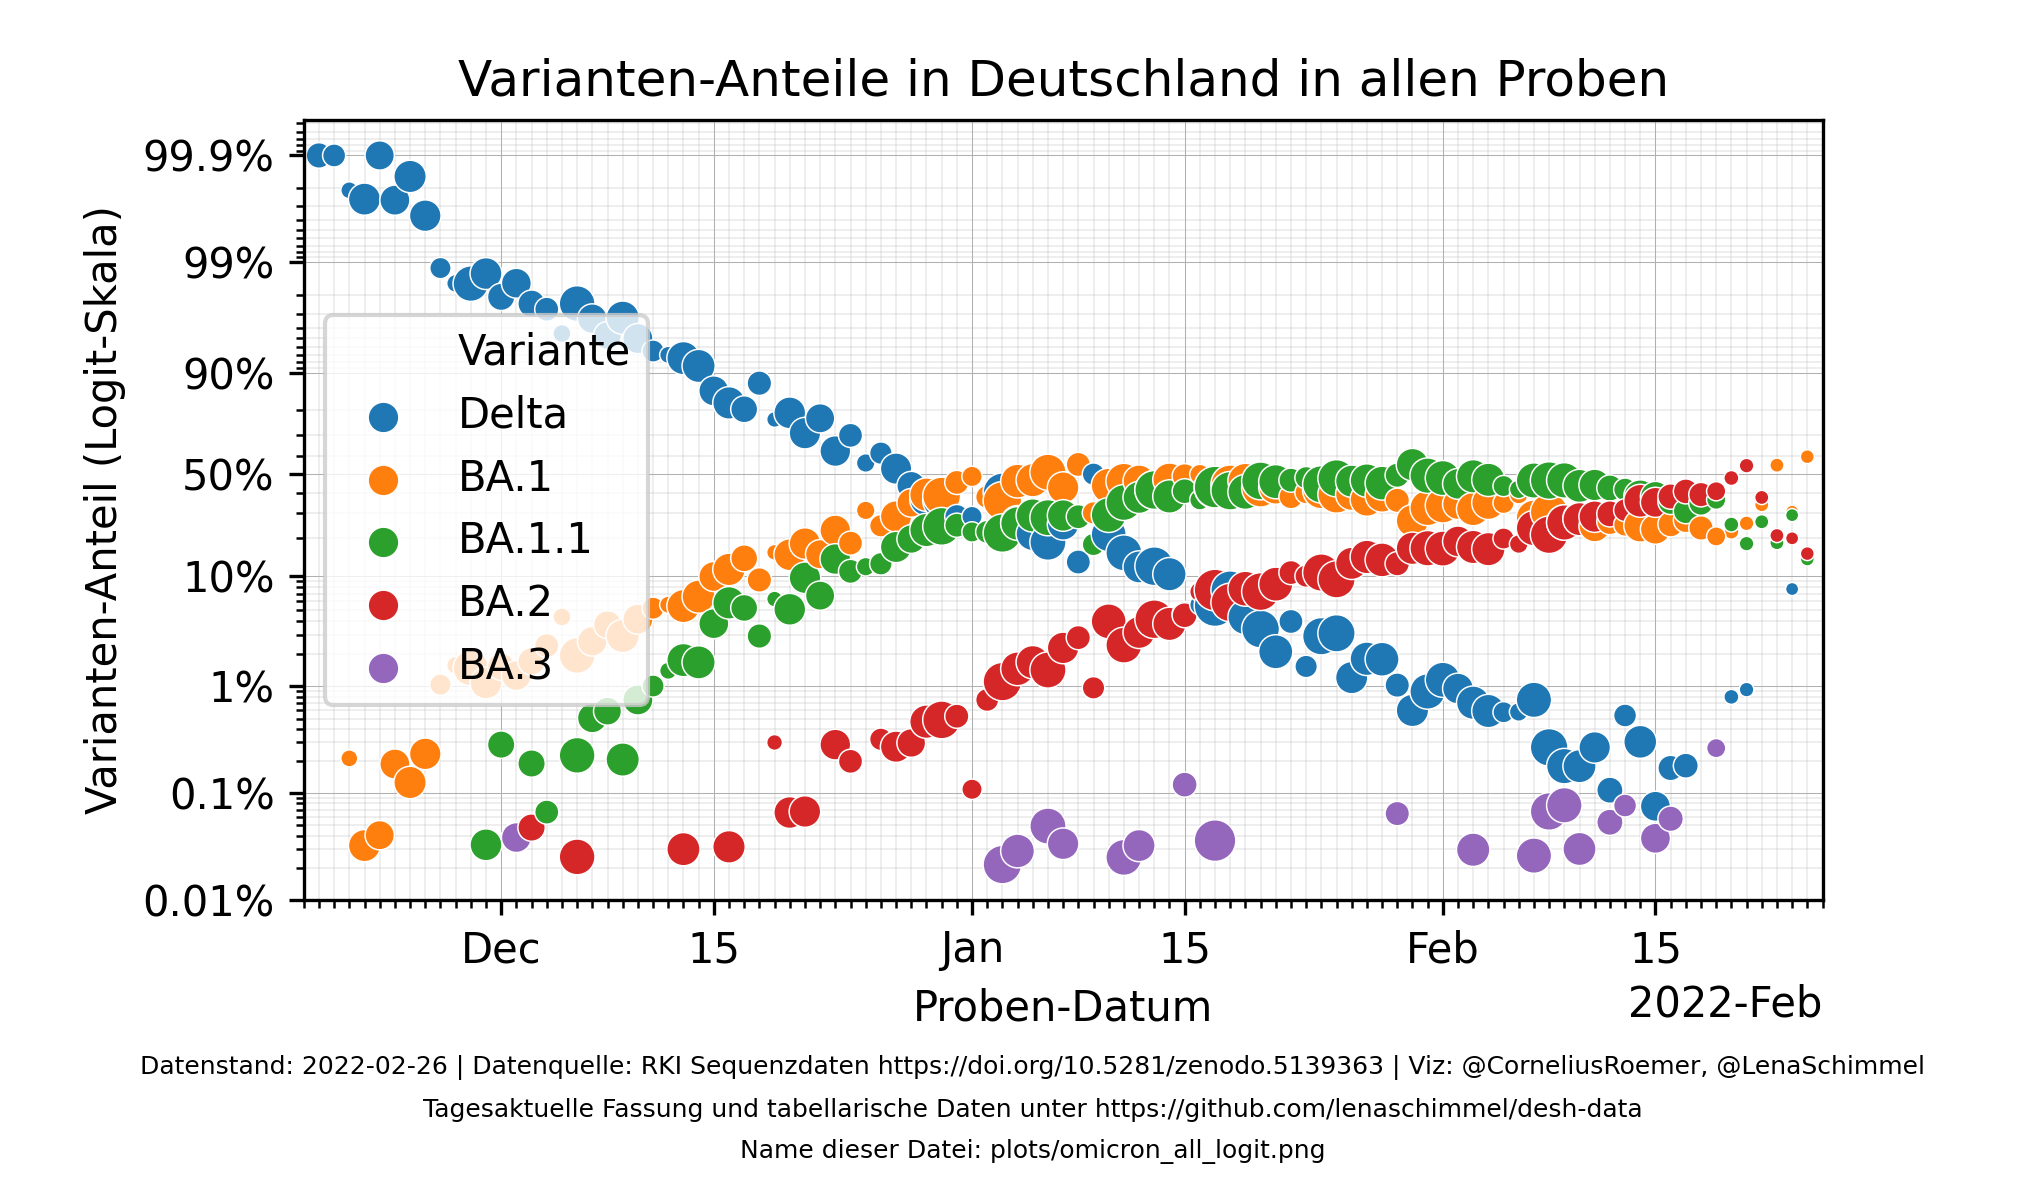 Varianten-Anteile in Deutschland in allen Proben
Varianten-Anteil (Logit-Skala)
99.9%
99%
90%
50%
10%
1%
0.1%
0.01%
Variante
Delta
BA.1
BA.1.1
BA.2
BA.3
Dec 15 Jan 15 Feb 15
Proben-Datum
2022-Feb
Datenstand: 2022-02-26 | Datenquelle: RKI Sequenzdaten https://doi.org/10.5281/zenodo.5139363 | Viz: @CorneliusRoemer, @LenaSchimmel
Tagesaktuelle Fassung und tabellarische Daten unter https://github.com/lenaschimmel/desh-data
Name dieser Datei: plots/omicron_all_logit.png